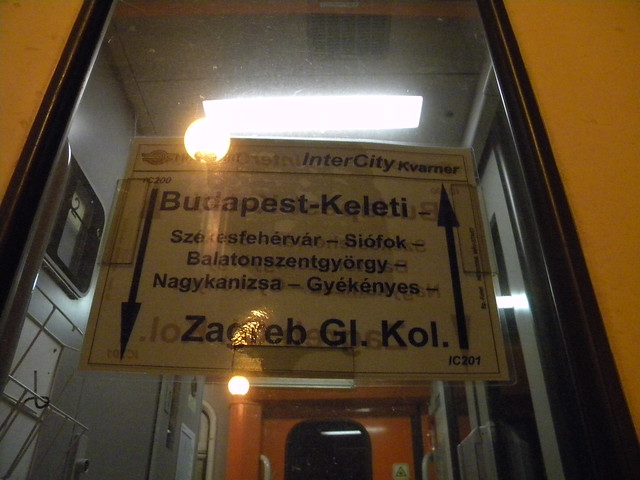 InterCity Kvarner
IC200
Budapest-Keleti –
Székesfehérvár – Siófok –
Balatonszentgyörgy –
Nagykanizsa – Gyékényes –
Zagreb Gl. Kol.
IC201